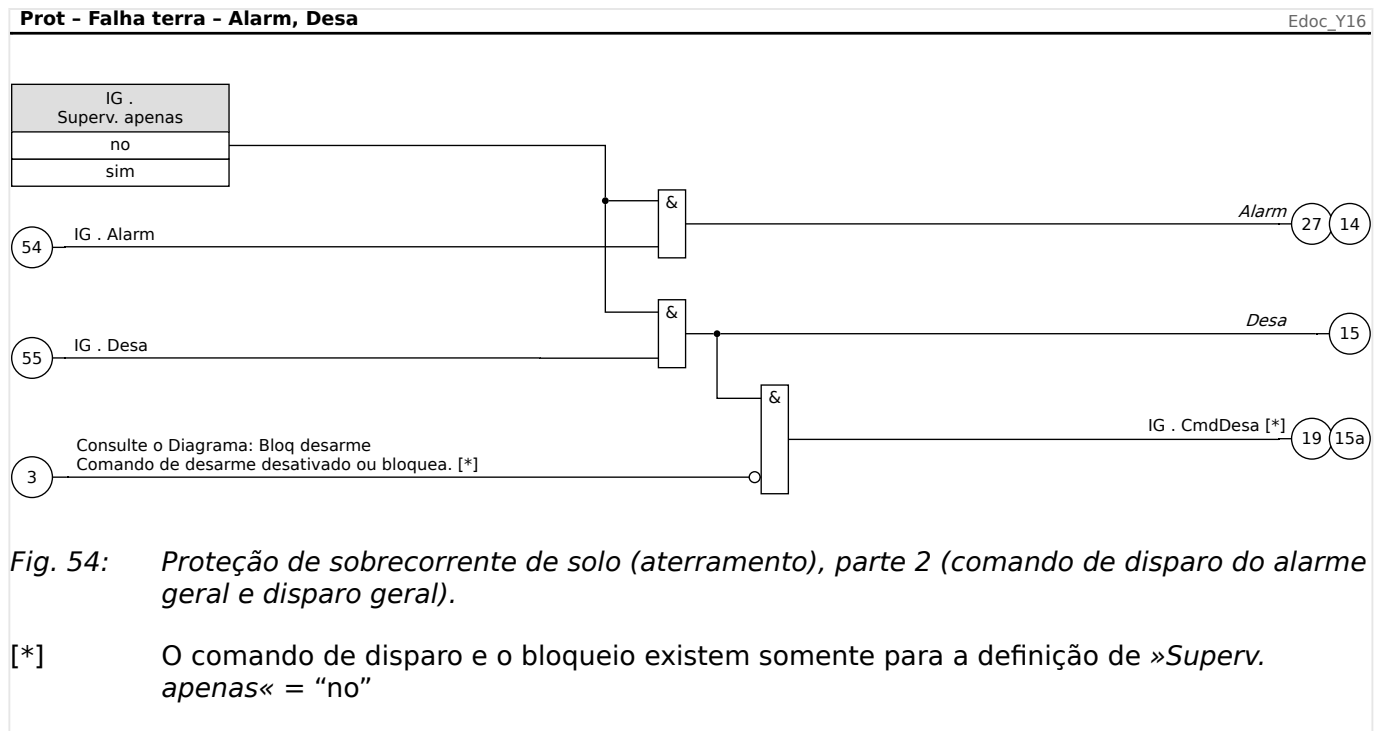 Prot – Falha terra – Alarm, Desa
Edoc_Y16
IG .
Superv. apenas
no
sim
&
Alarm
27
14
54
IG . Alarm
&
Desa
15
55
IG . Desa
&
IG . CmdDesa [*]
19
15a
Consulte o Diagrama: Bloq desarme
Comando de desarme desativado ou bloquea. [*]
3
Fig. 54: Proteção de sobrecorrente de solo (aterramento), parte 2 (comando de disparo do alarme
geral e disparo geral).
[*] O comando de disparo e o bloqueio existem somente para a definição de »Superv.
apenas« = “no”